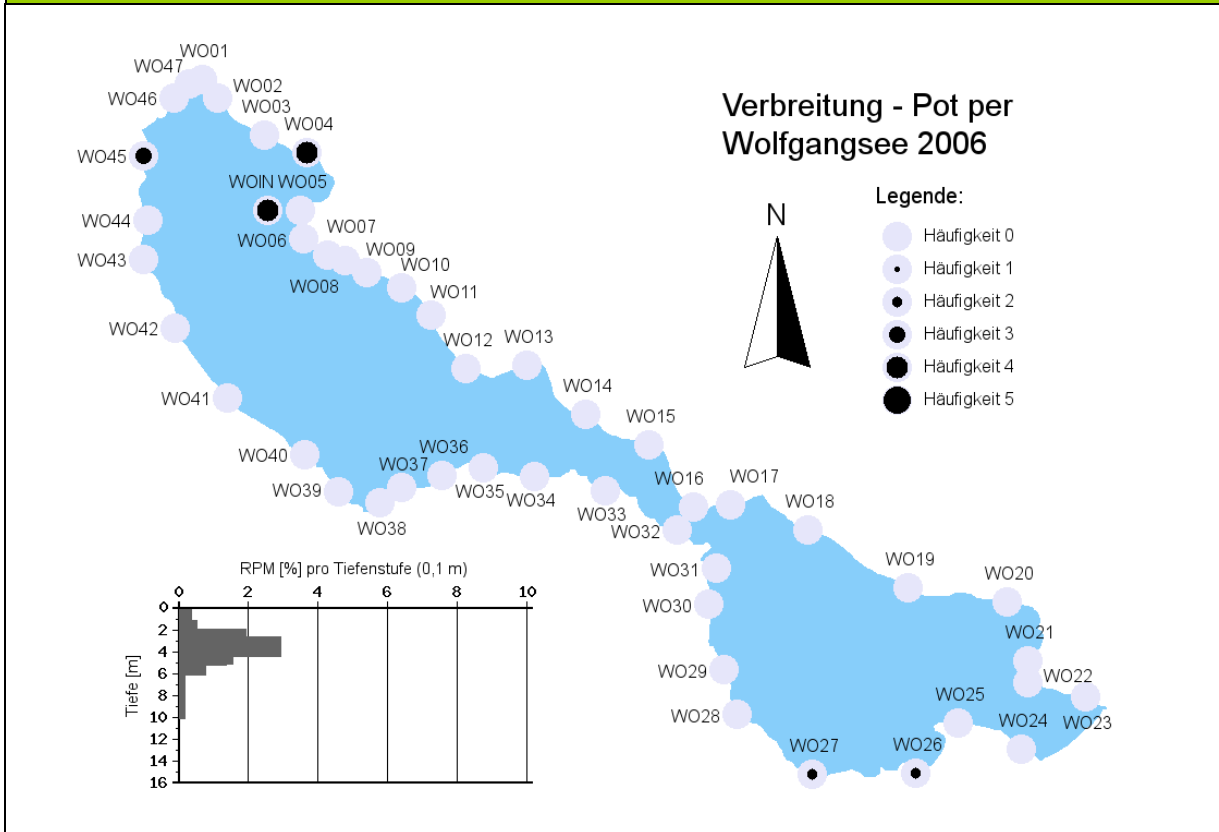 WO01
WO47
WO02
WO46
WO03
WO04
WO45
WOIN
WO05
WO44
WO06
WO07
WO43
WO09
WO08
WO10
WO11
WO42
WO12
WO13
WO41
WO14
WO15
WO40
WO36
WO37
WO39
WO35
WO34
WO16
WO17
WO38
WO33
WO32
WO18
WO31
WO19
WO20
WO30
WO21
WO29
WO22
WO25
WO28
WO24
WO23
WO27
WO26
Verbreitung - Pot per
Wolfgangsee 2006
N
Legende:
Häufigkeit 0
Häufigkeit 1
Häufigkeit 2
Häufigkeit 3
Häufigkeit 4
Häufigkeit 5
RPM [%] pro Tiefenstufe (0,1 m)
0 2 4 6 8 10
Tiefe [m]
0
2
4
6
8
10
12
14
16